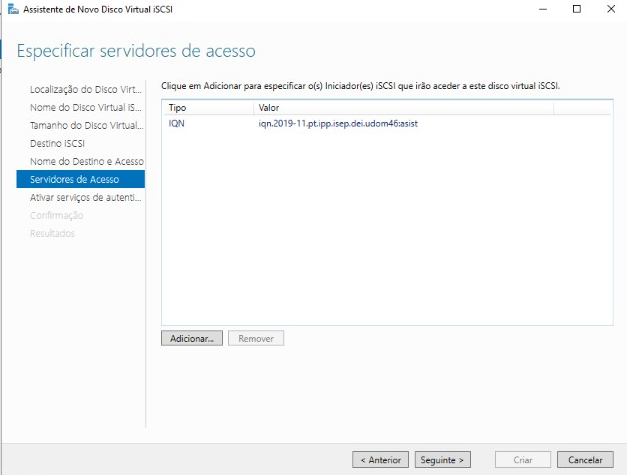 Assistente de Novo Disco Virtual iSCSI
Especificar servidores de acesso
Localização do Disco Virt...
Nome do Disco Virtual iS...
Tamanho do Disco Virtual...
Destino iSCSI
Nome do Destino e Acesso
Servidores de Acesso
Ativar serviços de autenti...
Confirmação
Resultados
Clique em Adicionar para especificar o(s) Iniciador(es) iSCSI que irão aceder a este disco virtual iSCSI.
Tipo Valor
IQN iqn.2019-11.pt.ipp.isep.dei.udom46:asist
Adicionar... Remover
< Anterior Seguinte > Criar Cancelar